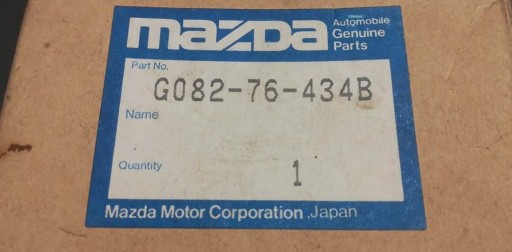 mazda Automobile
Genuine
Parts
Part No.
G082-76-434B
Name
Quantity 1
Mazda Motor Corporation ,Japan